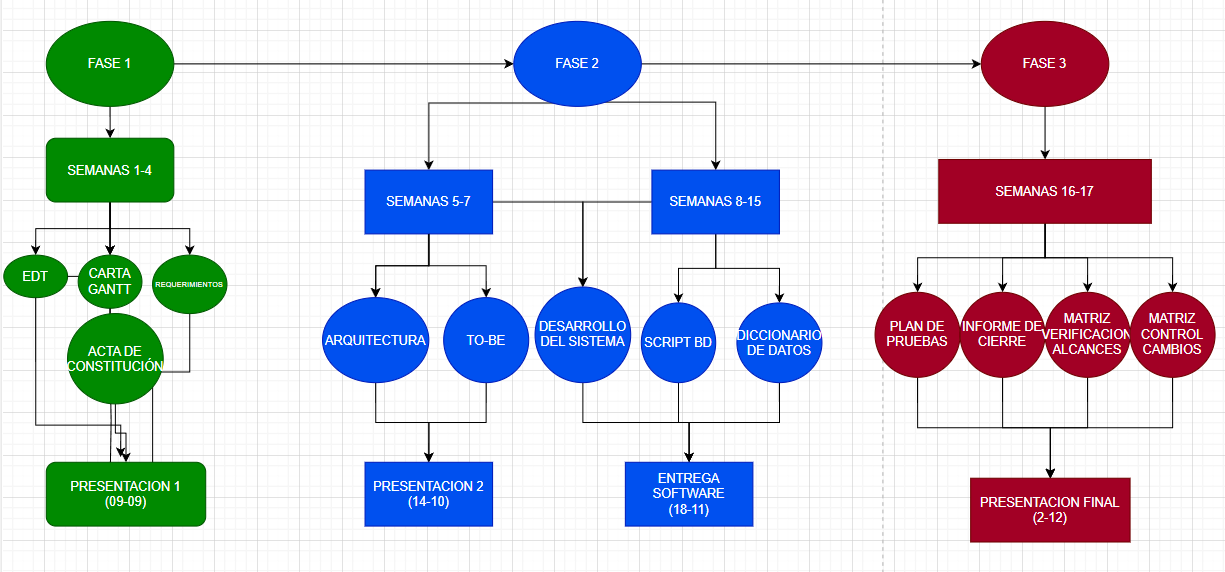 FASE 1
FASE 2
FASE 3
SEMANAS 1-4
SEMANAS 5-7
SEMANAS 8-15
SEMANAS 16-17
EDT
CARTA
GANTT
REQUERIMIENTOS
ACTA DE
CONSTITUCIÓN
ARQUITECTURA
TO-BE
DESARROLLO
DEL SISTEMA
SCRIPT BD
DICCIONARIO
DE DATOS
PLAN DE
PRUEBAS
INFORME DE
CIERRE
MATRIZ
VERIFICACION
ALCANCES
MATRIZ
CONTROL
CAMBIOS
PRESENTACION 1
(09-09)
PRESENTACION 2
(14-10)
ENTREGA
SOFTWARE
(18-11)
PRESENTACION FINAL
(2-12)